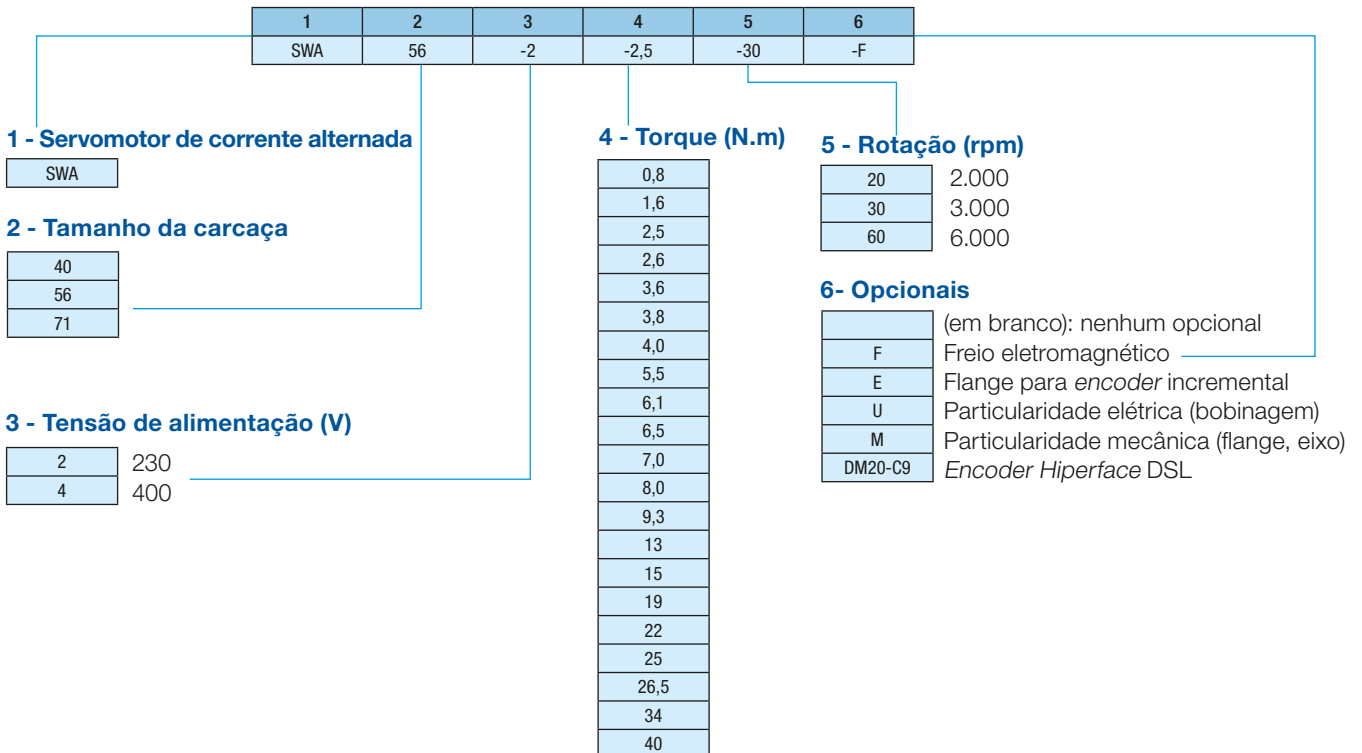 1 2 3 4 5 6
SWA 56 -2 -2,5 -30 -F
1 - Servomotor de corrente alternada
SWA
2 - Tamanho da carcaça
40
56
71
3 - Tensão de alimentação (V)
2 230
4 400
4 - Torque (N.m)
0,8
1,6
2,5
2,6
3,6
3,8
4,0
5,5
6,1
6,5
7,0
8,0
9,3
13
15
19
22
25
26,5
34
40
5 - Rotação (rpm)
20 2.000
30 3.000
60 6.000
6- Opcionais
(em branco): nenhum opcional
F Freio eletromagnético
E Flange para encoder incremental
U Particularidade elétrica (bobinagem)
M Particularidade mecânica (flange, eixo)
DM20-C9 Encoder Hiperface DSL